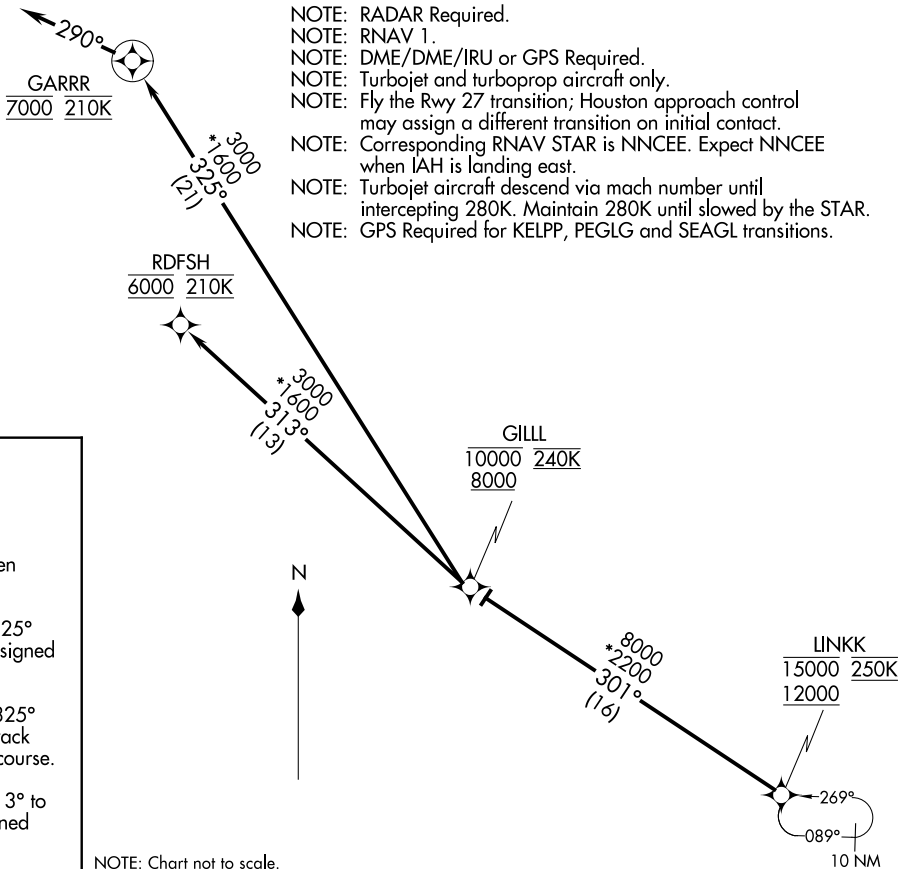 NOTE: RADAR Required.
NOTE: RNAV 1.
NOTE: DME/DME/IRU or GPS Required.
NOTE: Turbojet and turboprop aircraft only.
NOTE: Fly the Rwy 27 transition; Houston approach control
may assign a different transition on initial contact.
NOTE: Corresponding RNAV STAR is NNCEE. Expect NNCEE
when IAH is landing east.
NOTE: Turbojet aircraft descend via mach number until
intercepting 280K. Maintain 280K until slowed by the STAR.
NOTE: GPS Required for KELPP, PEGLG and SEAGL transitions.
290°
GARRR
7000 210K
3000
*1600
325°
(21)
RDFSH
6000 210K
3000
*1600
313°
(13)
GILLL
10000 240K
8000
N
8000
*2200
301°
(16)
LINKK
15000 250K
12000
269°
089°
10 NM
en
25°
signed
325°
ack
course.
3° to
ned
NOTE: Chart not to scale.